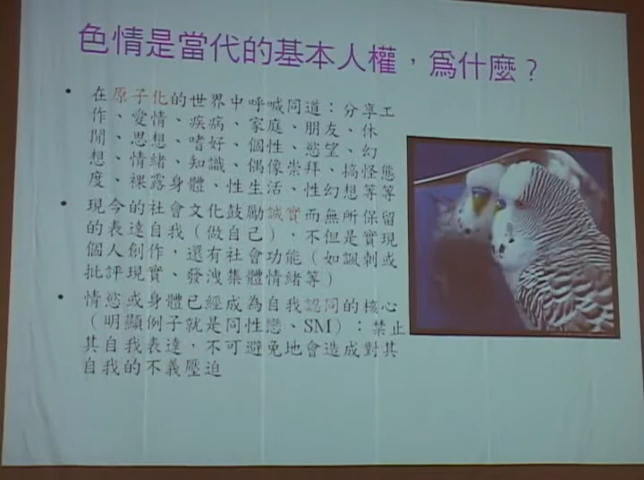 色情是當代的基本人權，為什麼？
• 在原子化的世界中呼喊同道：分享工
作、愛情、疾病、家庭、朋友、休
閒、思想、嗜好、個性、慾望、幻
想、情緒、知識、偶像崇拜、搞怪態
度、裸露身體、性生活、性幻想等等
• 現今的社會文化鼓勵誠實而無所保留
的表達自我（做自己），不但是實現
個人創作，還有社會功能（如諷刺或
批評現實、發洩集體情緒等）
• 情慾或身體已經成為自我認同的核心
（明顯例子就是同性戀、SM）：禁止
其自我表達，不可避免地會造成對其
自我的不義壓迫